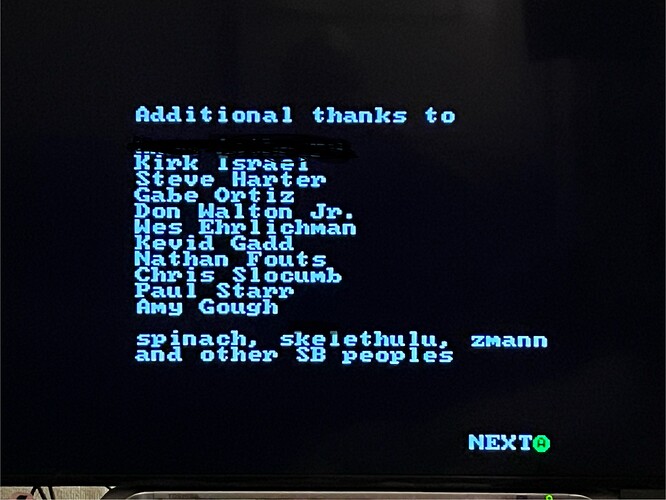 Additional thanks to
Kirk Israel
Steve Harter
Gabe Ortiz
Don Walton Jr.
Wes Ehrlichman
Kevid Gadd
Nathan Fouts
Chris Slocumb
Paul Starr
Amy Gough
spinach, skelethulu, zmann
and other SB peoples
NEXT A